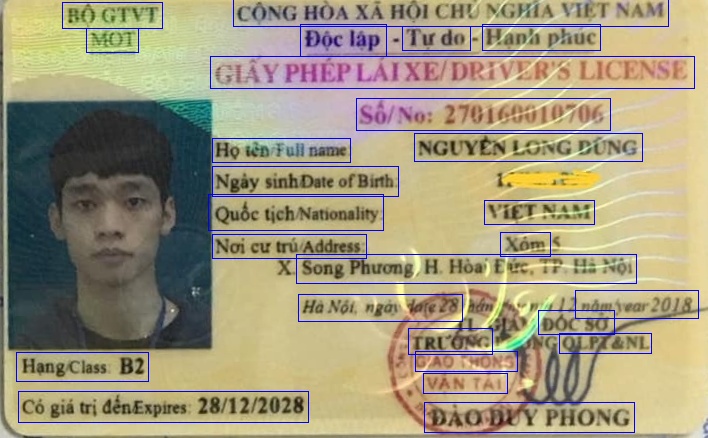 BỘ GTVT
MOT
CỘNG HÒA XÃ HỘI CHỦ NGHĨA VIỆT NAM
Độc lập - Tự do - Hạnh phúc
GIẤY PHÉP LÁI XE/DRIVER'S LICENSE
Số/No: 270160010706
Họ tên/Full name: NGUYỄN LONG DŨNG
Ngày sinh/Date of Birth:
Quốc tịch/Nationality: VIỆT NAM
Nơi cư trú/Address: Xóm 5
X. Song Phương, H. Hoài Đức, TP. Hà Nội
Hà Nội, ngày/date 28 tháng/month 12 năm/year 2018
TL. GIÁM ĐỐC SỞ
TRƯỞNG PHÒNG QLPT&NL
GIAO THÔNG
VẬN TẢI
Hạng/Class: B2
Có giá trị đến/Expires: 28/12/2028
ĐÀO DUY PHONG